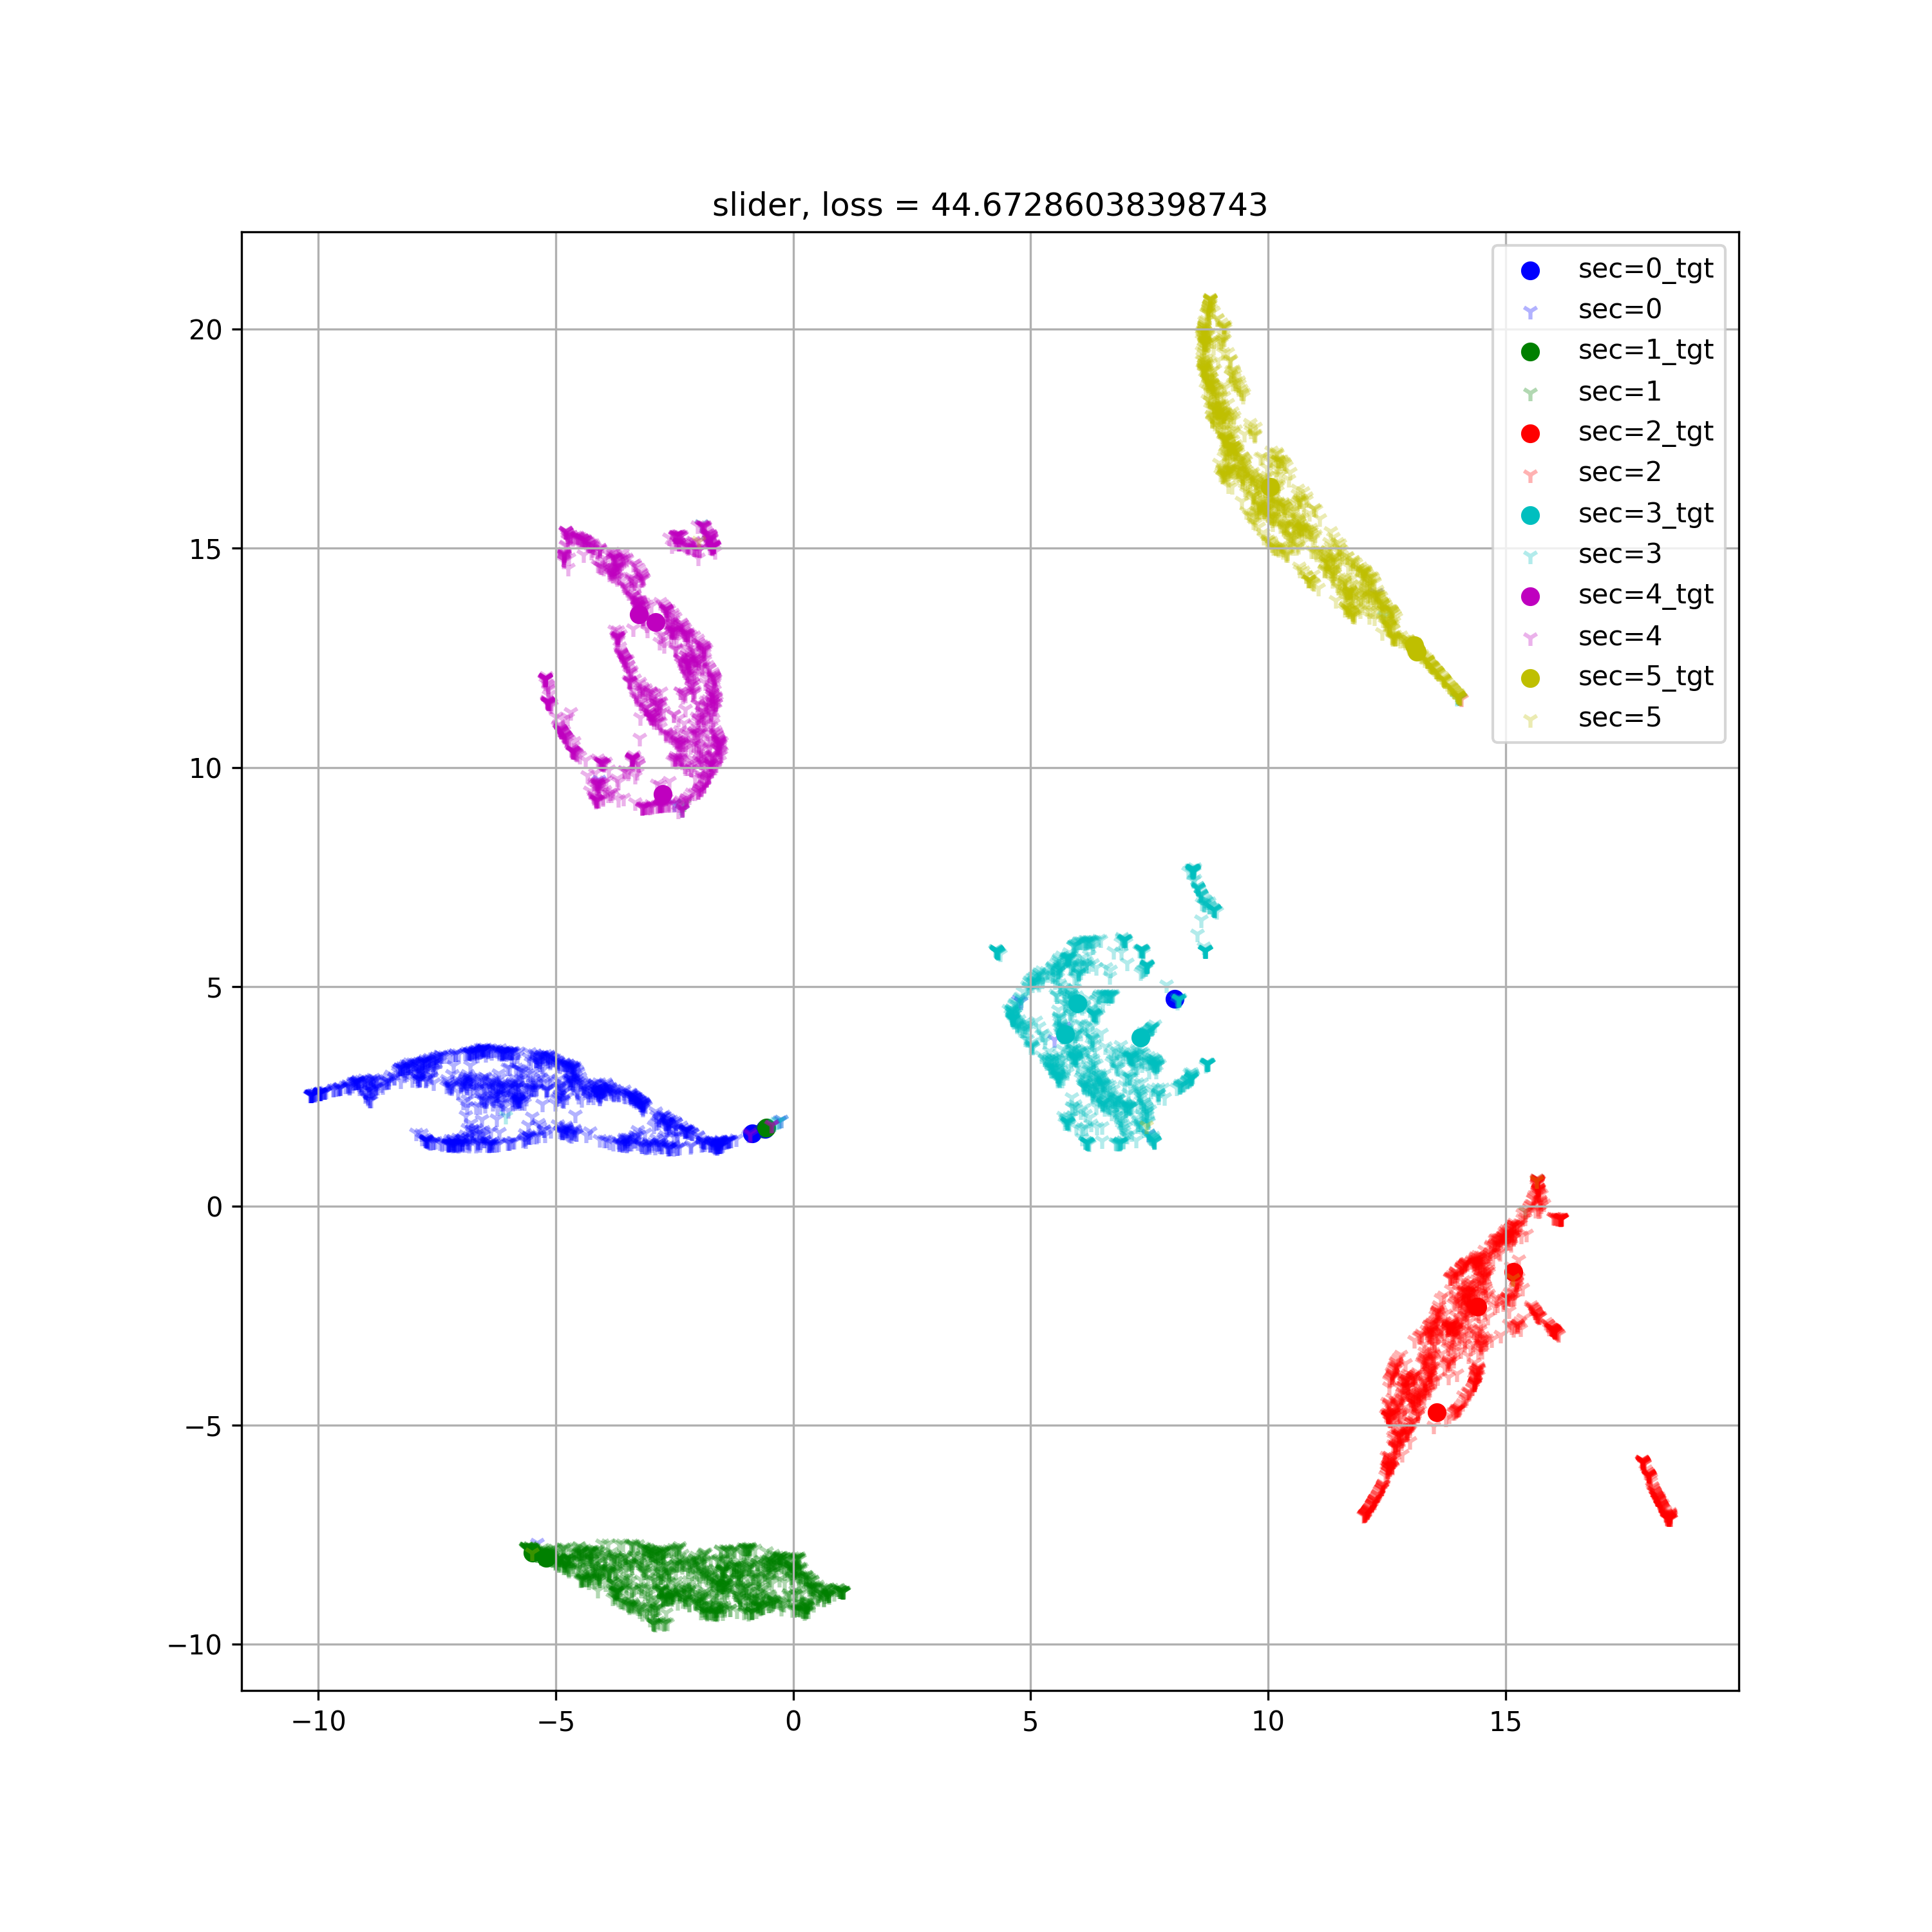 slider, loss = 44.67286038398743
sec=0_tgt
sec=0
sec=1_tgt
sec=1
sec=2_tgt
sec=2
sec=3_tgt
sec=3
sec=4_tgt
sec=4
sec=5_tgt
sec=5
20
15
10
5
0
−5
−10
−10 −5 0 5 10 15